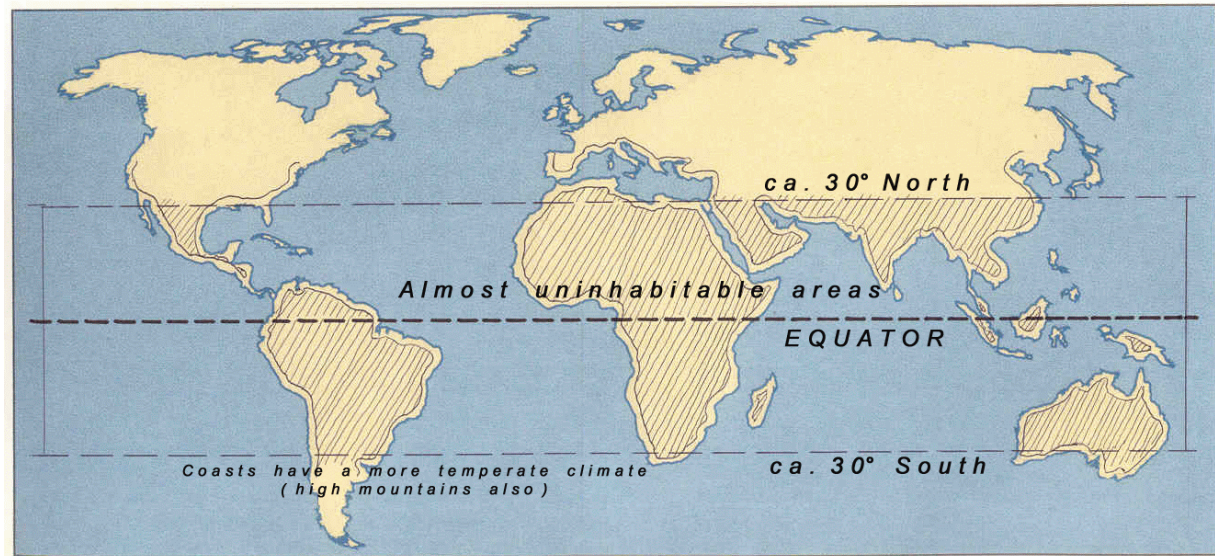 ca. 30° North
Almost uninhabitable areas
EQUATOR
Coasts have a more temperate climate
(high mountains also)
ca. 30° South